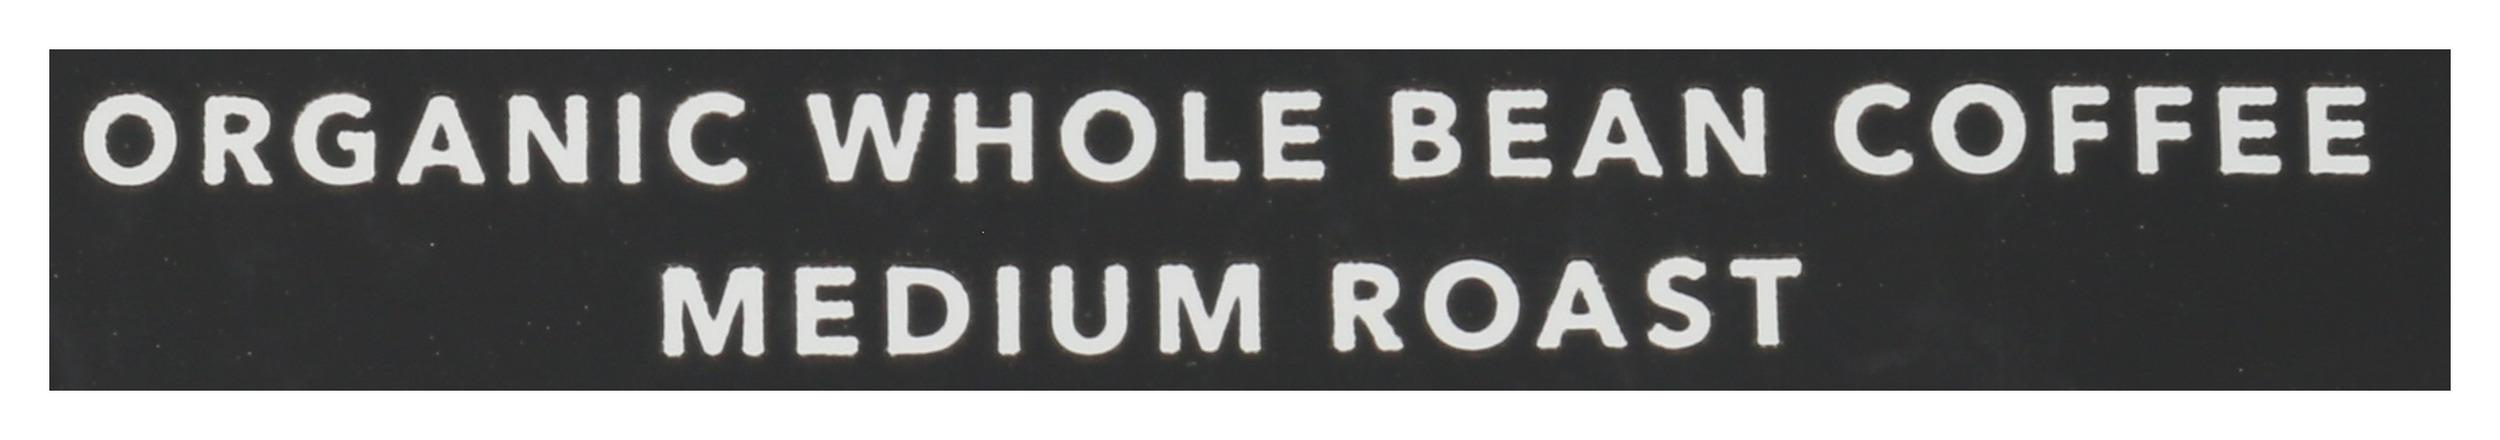 ORGANIC WHOLE BEAN COFFEE
MEDIUM ROAST